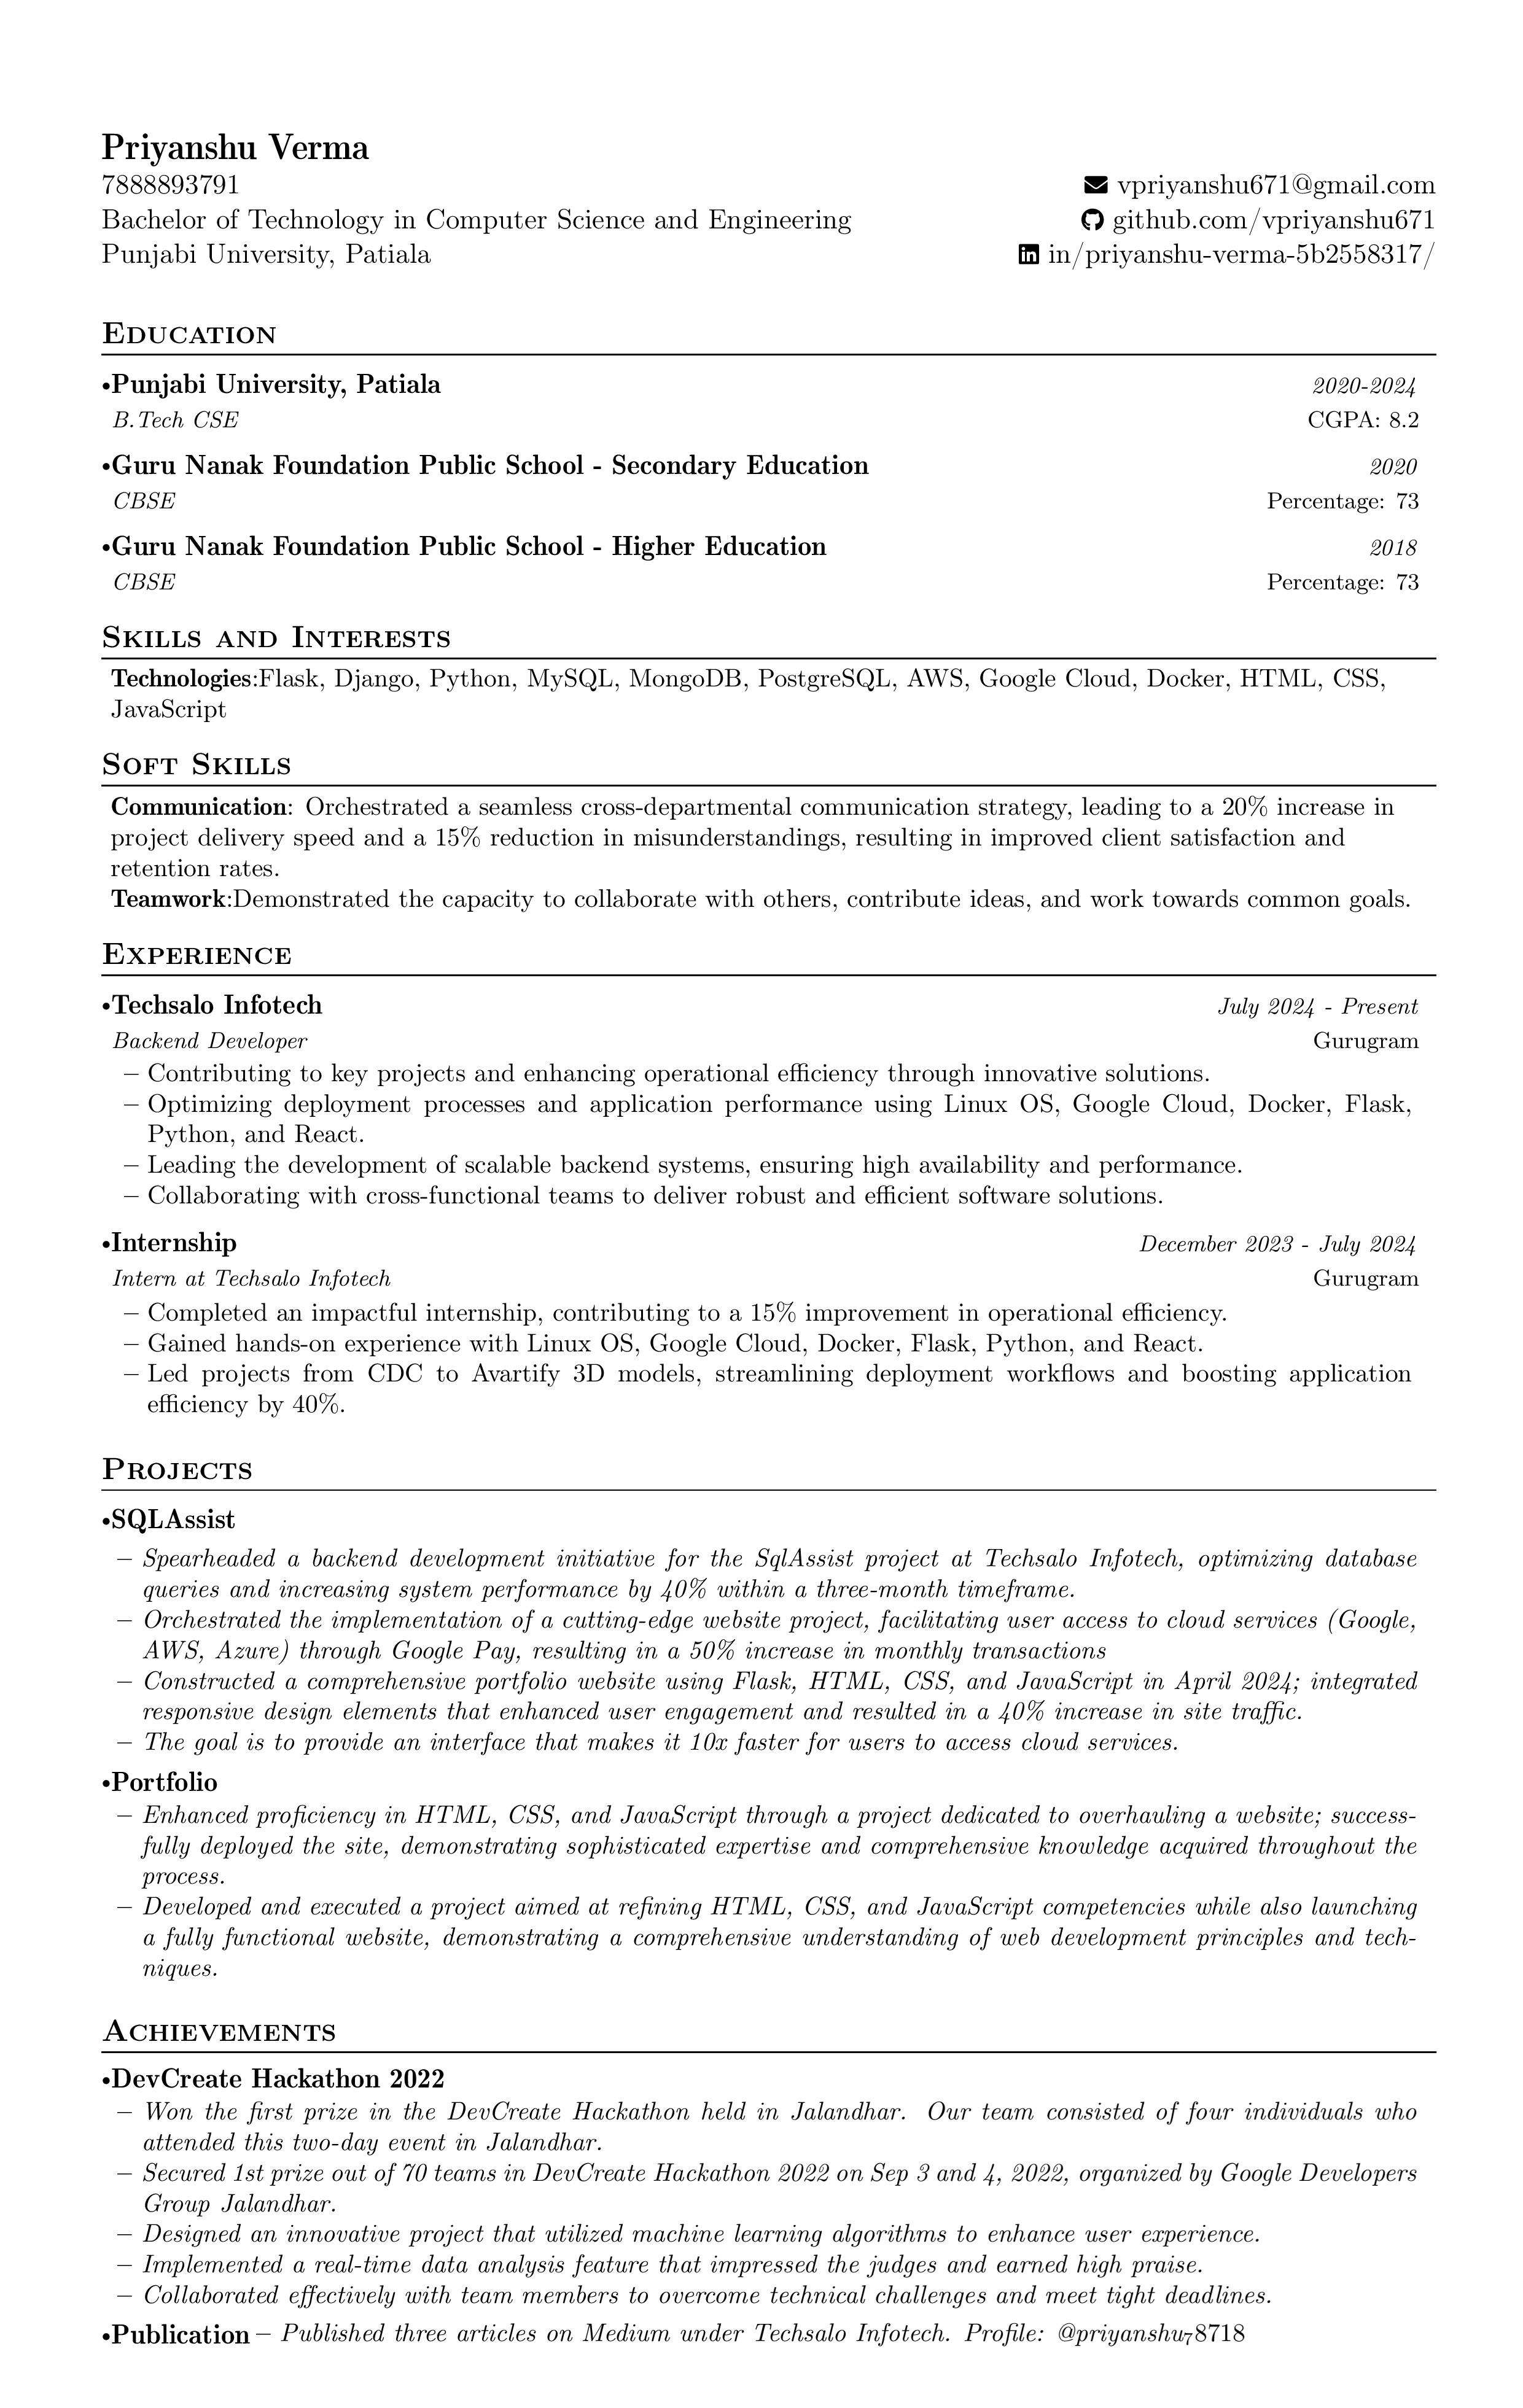 Priyanshu Verma
7888893791 vpriyanshu671@gmail.com
Bachelor of Technology in Computer Science and Engineering github.com/vpriyanshu671
Punjabi University, Patiala in/priyanshu-verma-5b2558317/
Education
•Punjabi University, Patiala 2020-2024
B.Tech CSE CGPA: 8.2
•Guru Nanak Foundation Public School - Secondary Education 2020
CBSE Percentage: 73
•Guru Nanak Foundation Public School - Higher Education 2018
CBSE Percentage: 73
Skills and Interests
Technologies:Flask, Django, Python, MySQL, MongoDB, PostgreSQL, AWS, Google Cloud, Docker, HTML, CSS,
JavaScript
Soft Skills
Communication: Orchestrated a seamless cross-departmental communication strategy, leading to a 20% increase in
project delivery speed and a 15% reduction in misunderstandings, resulting in improved client satisfaction and
retention rates.
Teamwork:Demonstrated the capacity to collaborate with others, contribute ideas, and work towards common goals.
Experience
•Techsalo Infotech July 2024 - Present
Backend Developer Gurugram
– Contributing to key projects and enhancing operational efficiency through innovative solutions.
– Optimizing deployment processes and application performance using Linux OS, Google Cloud, Docker, Flask,
Python, and React.
– Leading the development of scalable backend systems, ensuring high availability and performance.
– Collaborating with cross-functional teams to deliver robust and efficient software solutions.
•Internship December 2023 - July 2024
Intern at Techsalo Infotech Gurugram
– Completed an impactful internship, contributing to a 15% improvement in operational efficiency.
– Gained hands-on experience with Linux OS, Google Cloud, Docker, Flask, Python, and React.
– Led projects from CDC to Avartify 3D models, streamlining deployment workflows and boosting application
efficiency by 40%.
Projects
•SQLAssist
– Spearheaded a backend development initiative for the SqlAssist project at Techsalo Infotech, optimizing database
queries and increasing system performance by 40% within a three-month timeframe.
– Orchestrated the implementation of a cutting-edge website project, facilitating user access to cloud services (Google,
AWS, Azure) through Google Pay, resulting in a 50% increase in monthly transactions
– Constructed a comprehensive portfolio website using Flask, HTML, CSS, and JavaScript in April 2024; integrated
responsive design elements that enhanced user engagement and resulted in a 40% increase in site traffic.
– The goal is to provide an interface that makes it 10x faster for users to access cloud services.
•Portfolio
– Enhanced proficiency in HTML, CSS, and JavaScript through a project dedicated to overhauling a website; success-
fully deployed the site, demonstrating sophisticated expertise and comprehensive knowledge acquired throughout the
process.
– Developed and executed a project aimed at refining HTML, CSS, and JavaScript competencies while also launching
a fully functional website, demonstrating a comprehensive understanding of web development principles and tech-
niques.
Achievements
•DevCreate Hackathon 2022
– Won the first prize in the DevCreate Hackathon held in Jalandhar. Our team consisted of four individuals who
attended this two-day event in Jalandhar.
– Secured 1st prize out of 70 teams in DevCreate Hackathon 2022 on Sep 3 and 4, 2022, organized by Google Developers
Group Jalandhar.
– Designed an innovative project that utilized machine learning algorithms to enhance user experience.
– Implemented a real-time data analysis feature that impressed the judges and earned high praise.
– Collaborated effectively with team members to overcome technical challenges and meet tight deadlines.
•Publication – Published three articles on Medium under Techsalo Infotech. Profile: @priyanshu₇8718